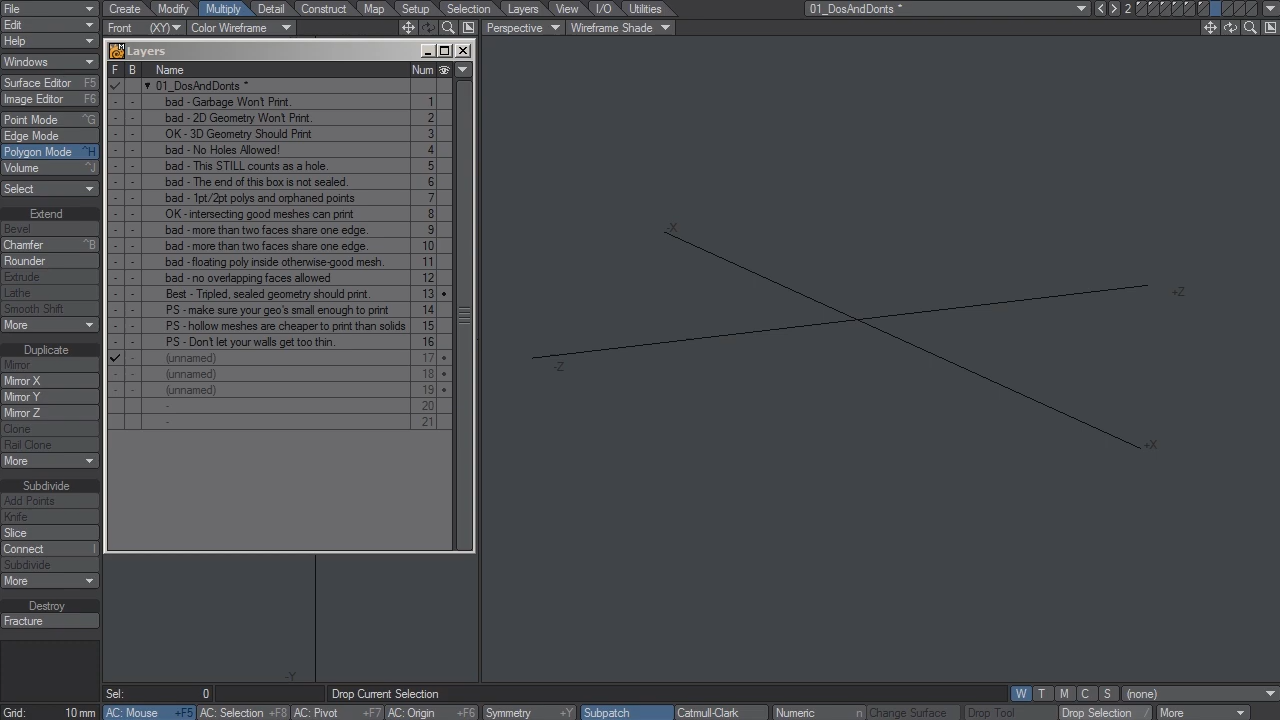 File
Create Modify Multiply Detail Construct Map Setup Selection Layers View I/O Utilities 01_DosAndDonts * 2
Edit
Front (XY) Color Wireframe Perspective Wireframe Shade
Help
Layers
Windows
F B Name Num
Surface Editor F5
01_DosAndDonts *
Image Editor F6
bad - Garbage Won't Print. 1
Point Mode ^G
bad - 2D Geometry Won't Print. 2
Edge Mode
OK - 3D Geometry Should Print 3
Polygon Mode ^H
bad - No Holes Allowed! 4
Volume ^J
bad - This STILL counts as a hole. 5
Select
bad - The end of this box is not sealed. 6
bad - 1pt/2pt polys and orphaned points 7
Extend
OK - intersecting good meshes can print 8
Bevel
bad - more than two faces share one edge. 9
Chamfer ^B
bad - more than two faces share one edge. 10
Rounder
bad - floating poly inside otherwise-good mesh. 11
Extrude
bad - no overlapping faces allowed 12
Lathe
Best - Tripled, sealed geometry should print. 13
Smooth Shift
PS - make sure your geo's small enough to print 14
More
PS - hollow meshes are cheaper to print than solids 15
Duplicate
PS - Don't let your walls get too thin. 16
Mirror
(unnamed) 17
Mirror X
(unnamed) 18
Mirror Y
(unnamed) 19
Mirror Z
- 20
Clone
- 21
Rail Clone
More
Subdivide
Add Points
Knife
Slice
Connect I
Subdivide
More
Destroy
Fracture
-X
+Z
-Z
+X
-Y
Sel: 0 Drop Current Selection W T M C S (none)
Grid: 10 mm AC: Mouse +F5 AC: Selection +F8 AC: Pivot +F7 AC: Origin +F6 Symmetry +Y Subpatch Catmull-Clark Numeric n Change Surface Drop Tool Drop Selection / More